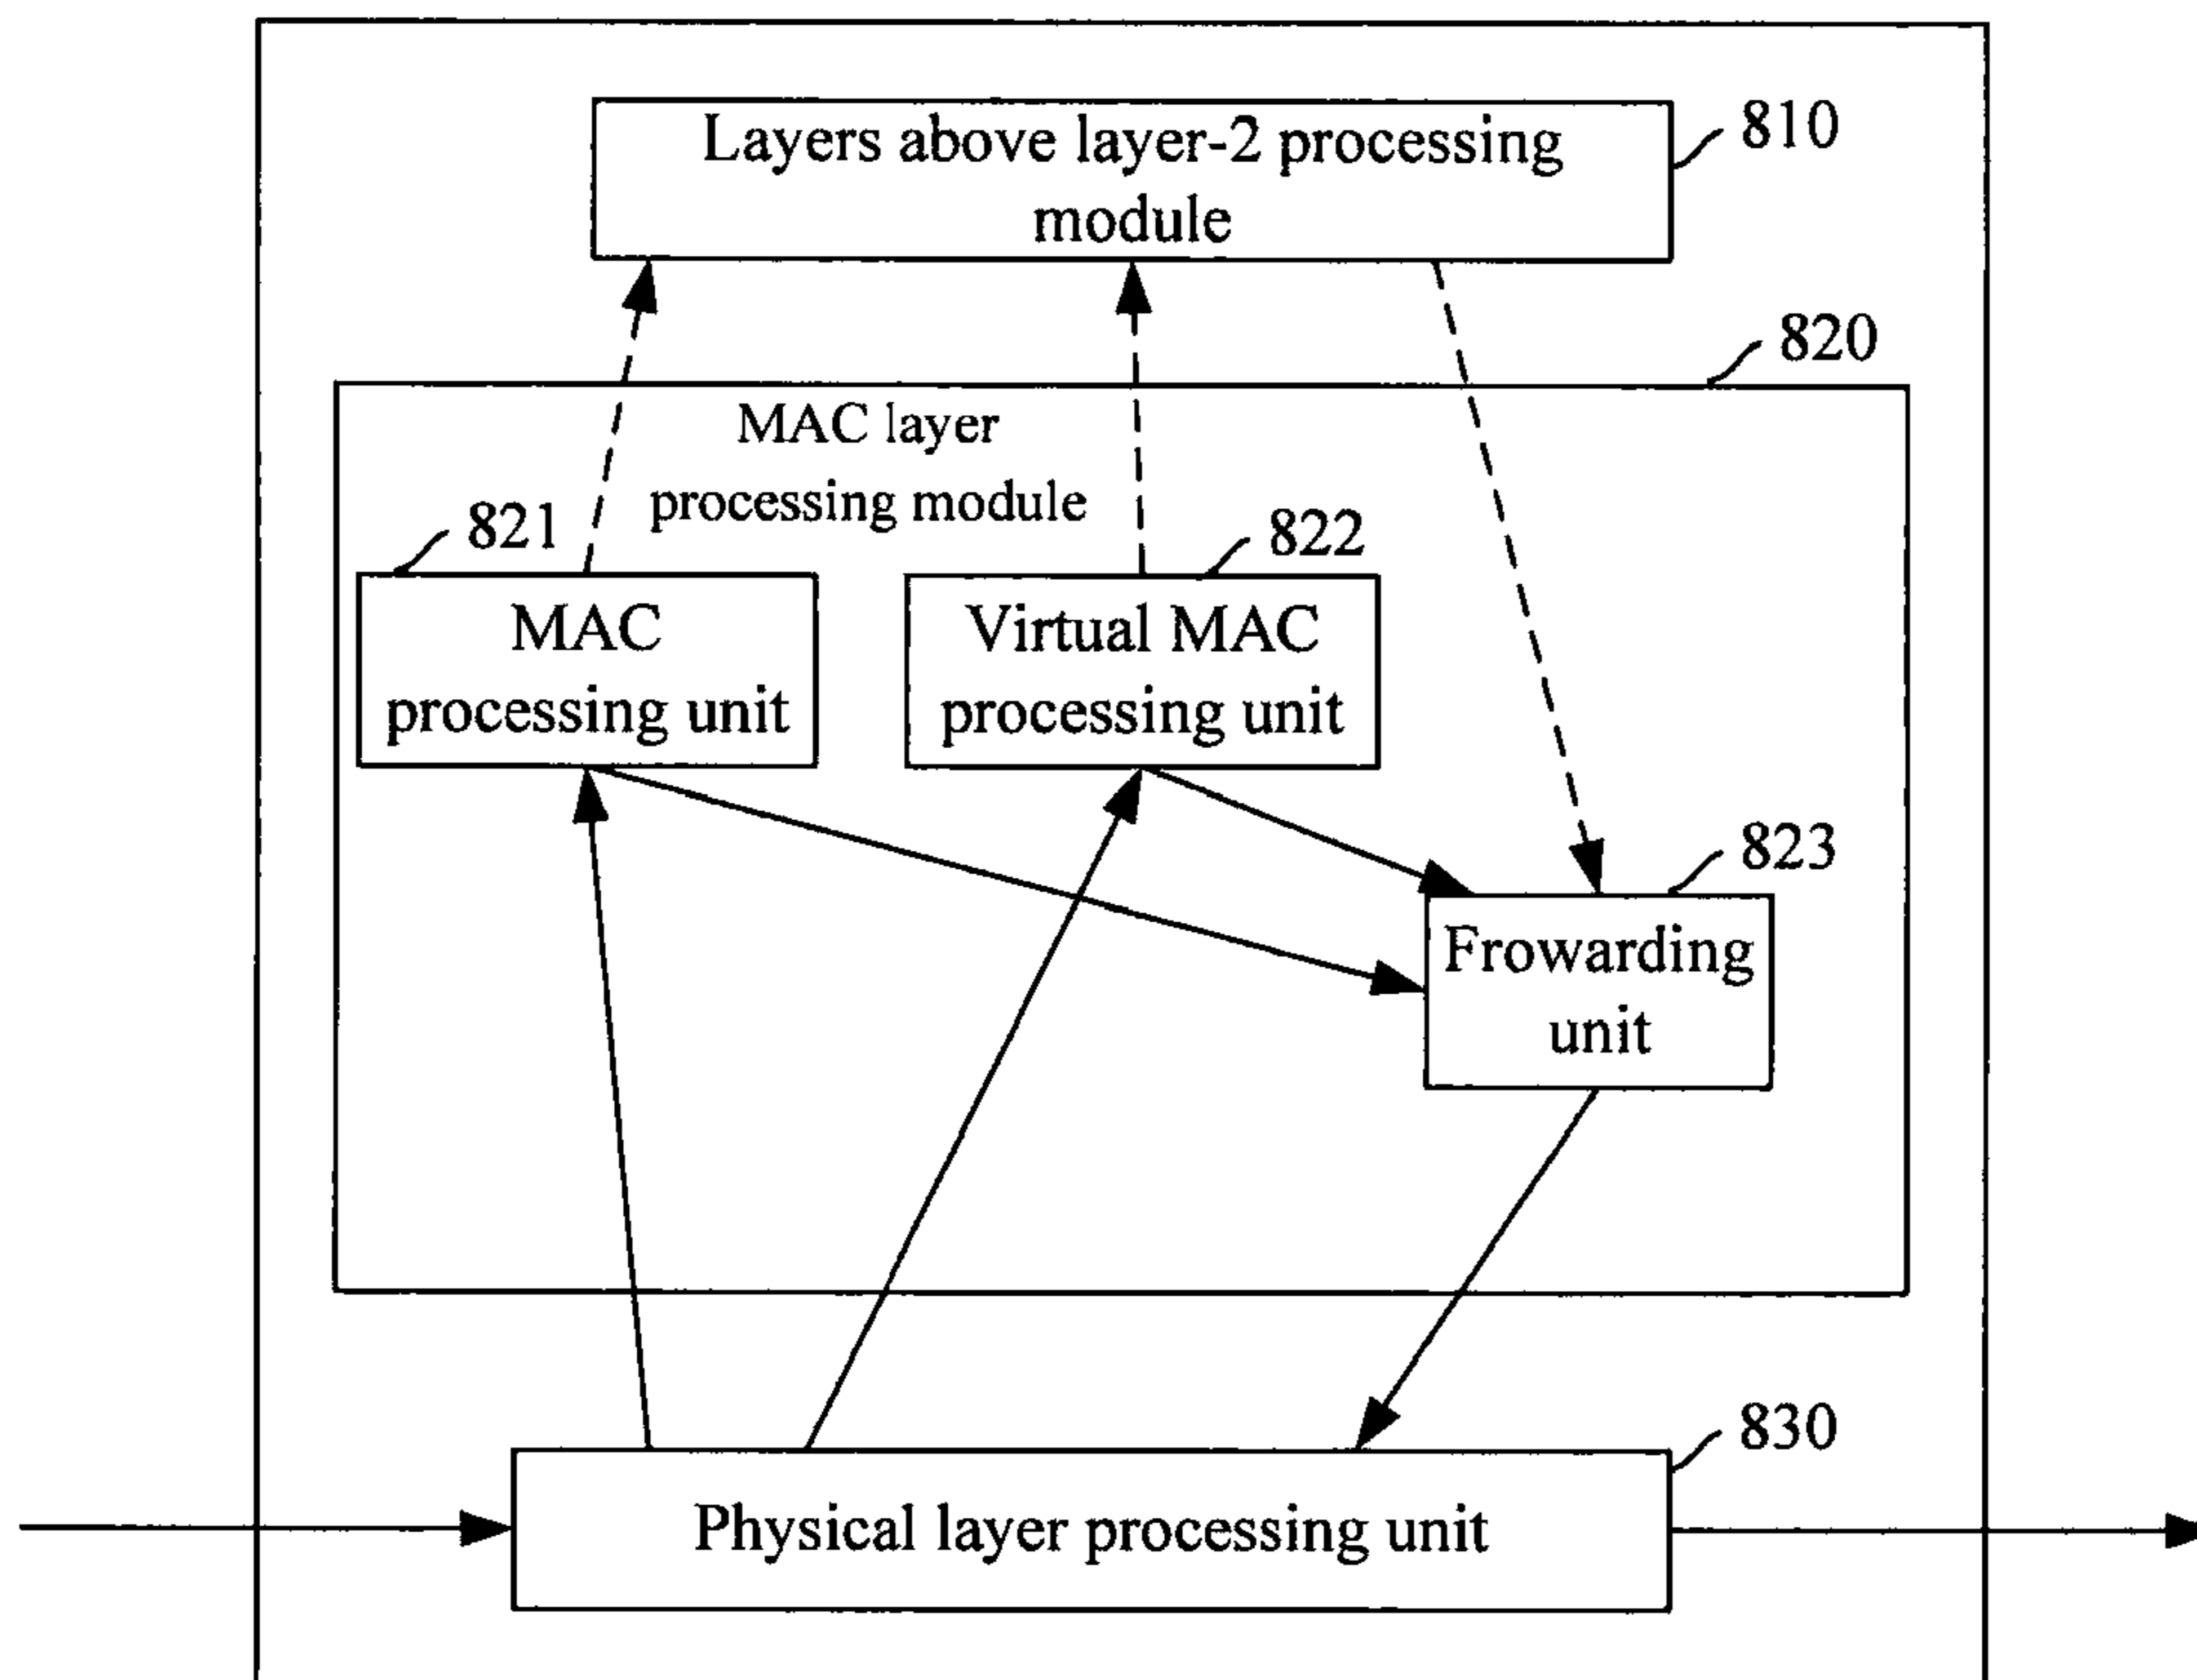 Layers above layer-2 processing
module
810
820
MAC layer
processing module
821
822
MAC
processing unit
Virtual MAC
processing unit
823
Frowarding
unit
830
Physical layer processing unit